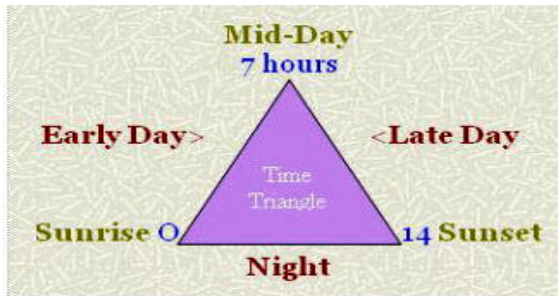 Mid-Day
7 hours
Early Day> <Late Day
Time
Triangle
Sunrise O 14 Sunset
Night